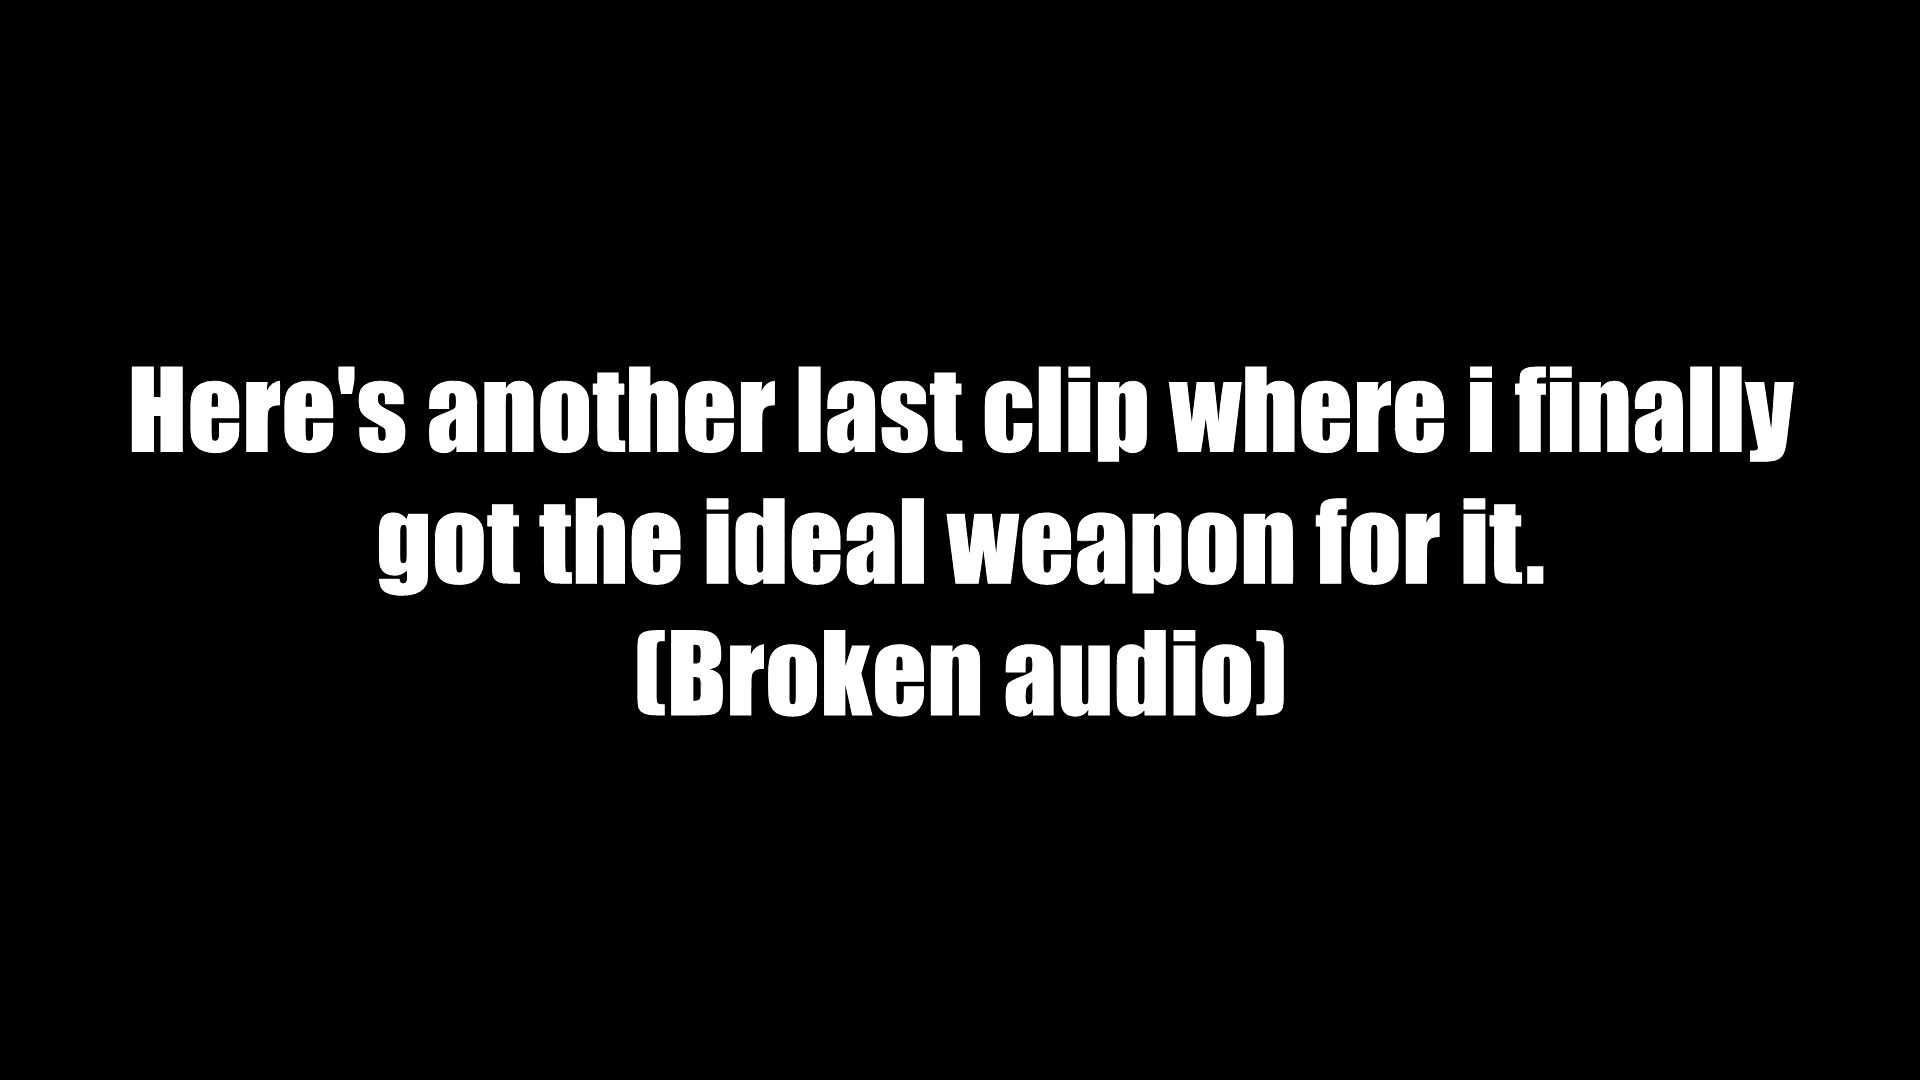 Here's another last clip where i finally
got the ideal weapon for it.
(Broken audio)